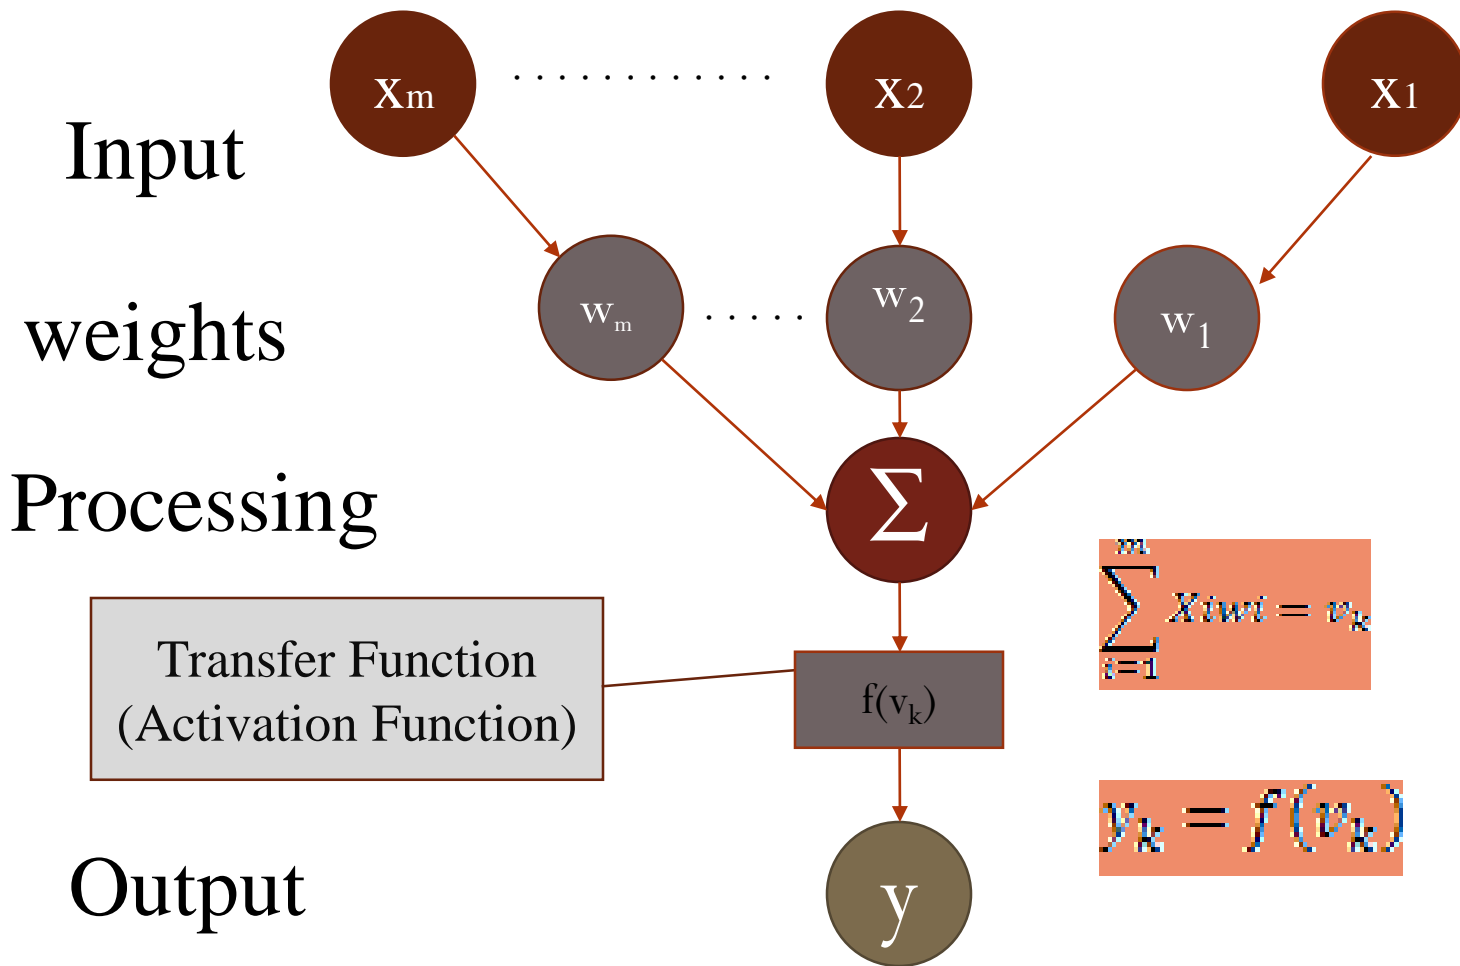 xm ............ x2 x1
Input
wm ..... w2 w1
weights
Processing
∑
m
∑ Xiwi = vk
i=1
Transfer Function
(Activation Function)
f(vk)
yk = f(vk)
Output
y